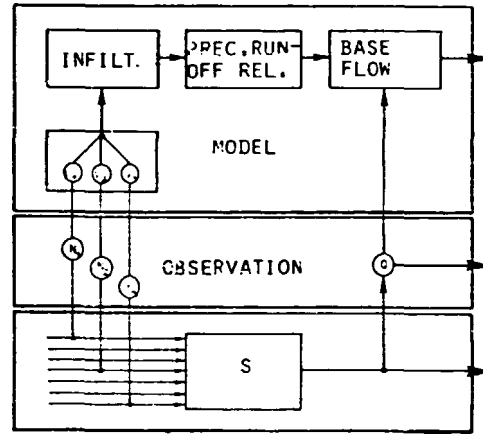 INFILT.
PREC.RUN-
OFF REL.
BASE
FLOW
MODEL
OBSERVATION
Q
S